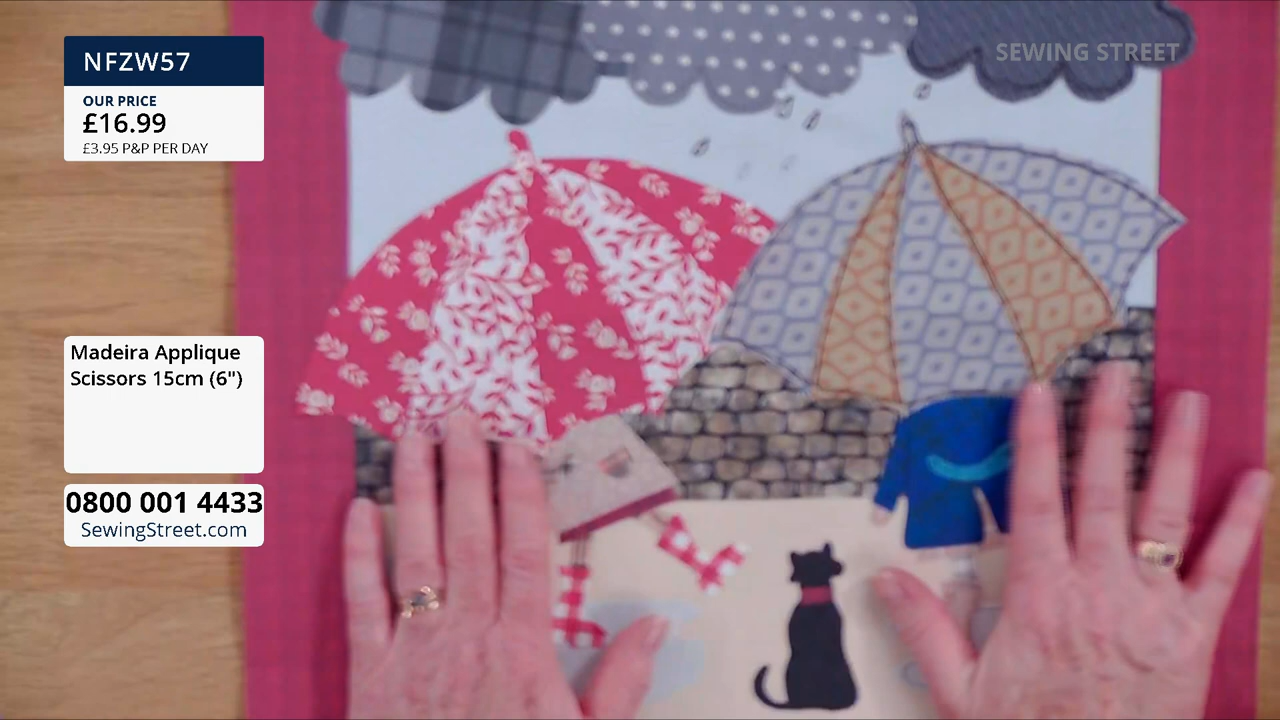 NFZW57
OUR PRICE
£16.99
£3.95 P&P PER DAY
SEWING STREET
Madeira Applique
Scissors 15cm (6")
0800 001 4433
SewingStreet.com